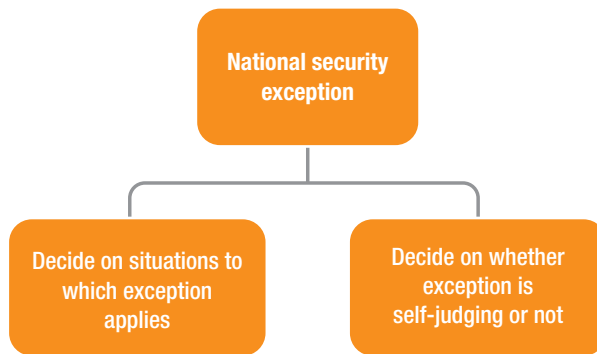 National security
exception
Decide on situations to
which exception
applies
Decide on whether
exception is
self-judging or not